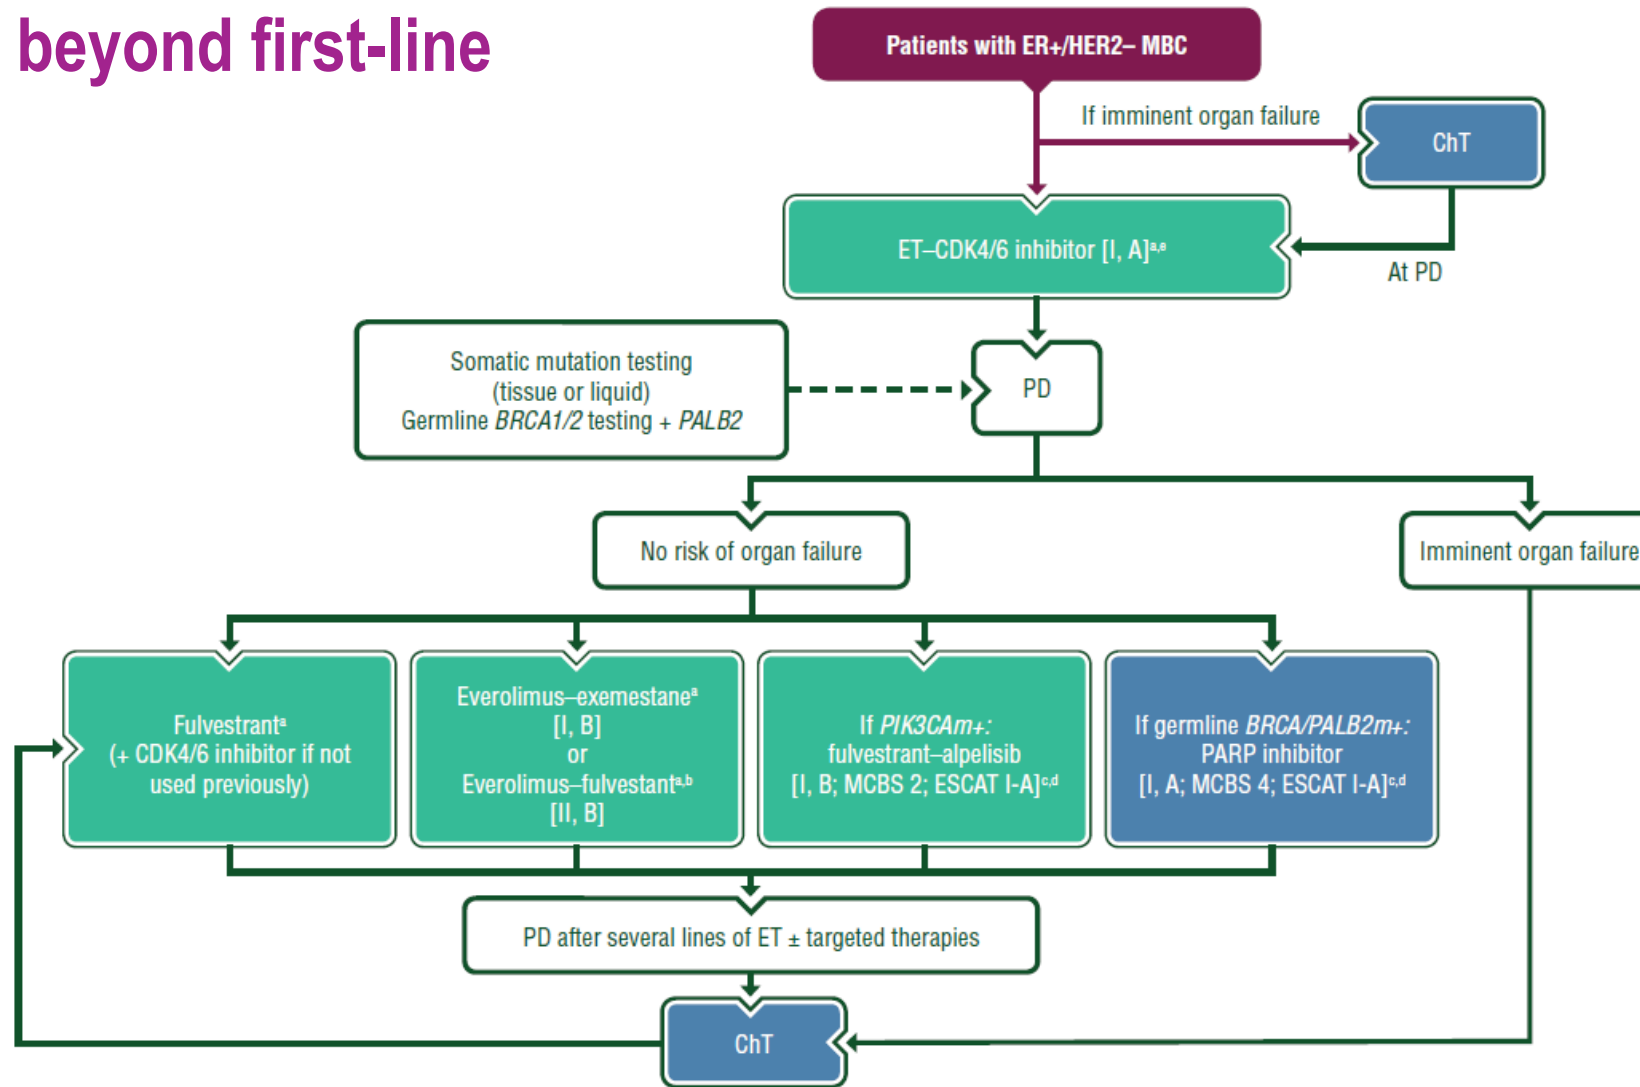 beyond first-line
Patients with ER+/HER2– MBC
If imminent organ failure
ChT
ET–CDK4/6 inhibitor [I, A]a,e
At PD
Somatic mutation testing
(tissue or liquid)
Germline BRCA1/2 testing + PALB2
PD
No risk of organ failure
Imminent organ failure
Fulvestranta
(+ CDK4/6 inhibitor if not
used previously)
Everolimus–exemestanea
[I, B]
or
Everolimus–fulvestanta,b
[II, B]
If PIK3CAm+:
fulvestrant–alpelisib
[I, B; MCBS 2; ESCAT I-A]c,d
If germline BRCA/PALB2m+:
PARP inhibitor
[I, A; MCBS 4; ESCAT I-A]c,d
PD after several lines of ET ± targeted therapies
ChT